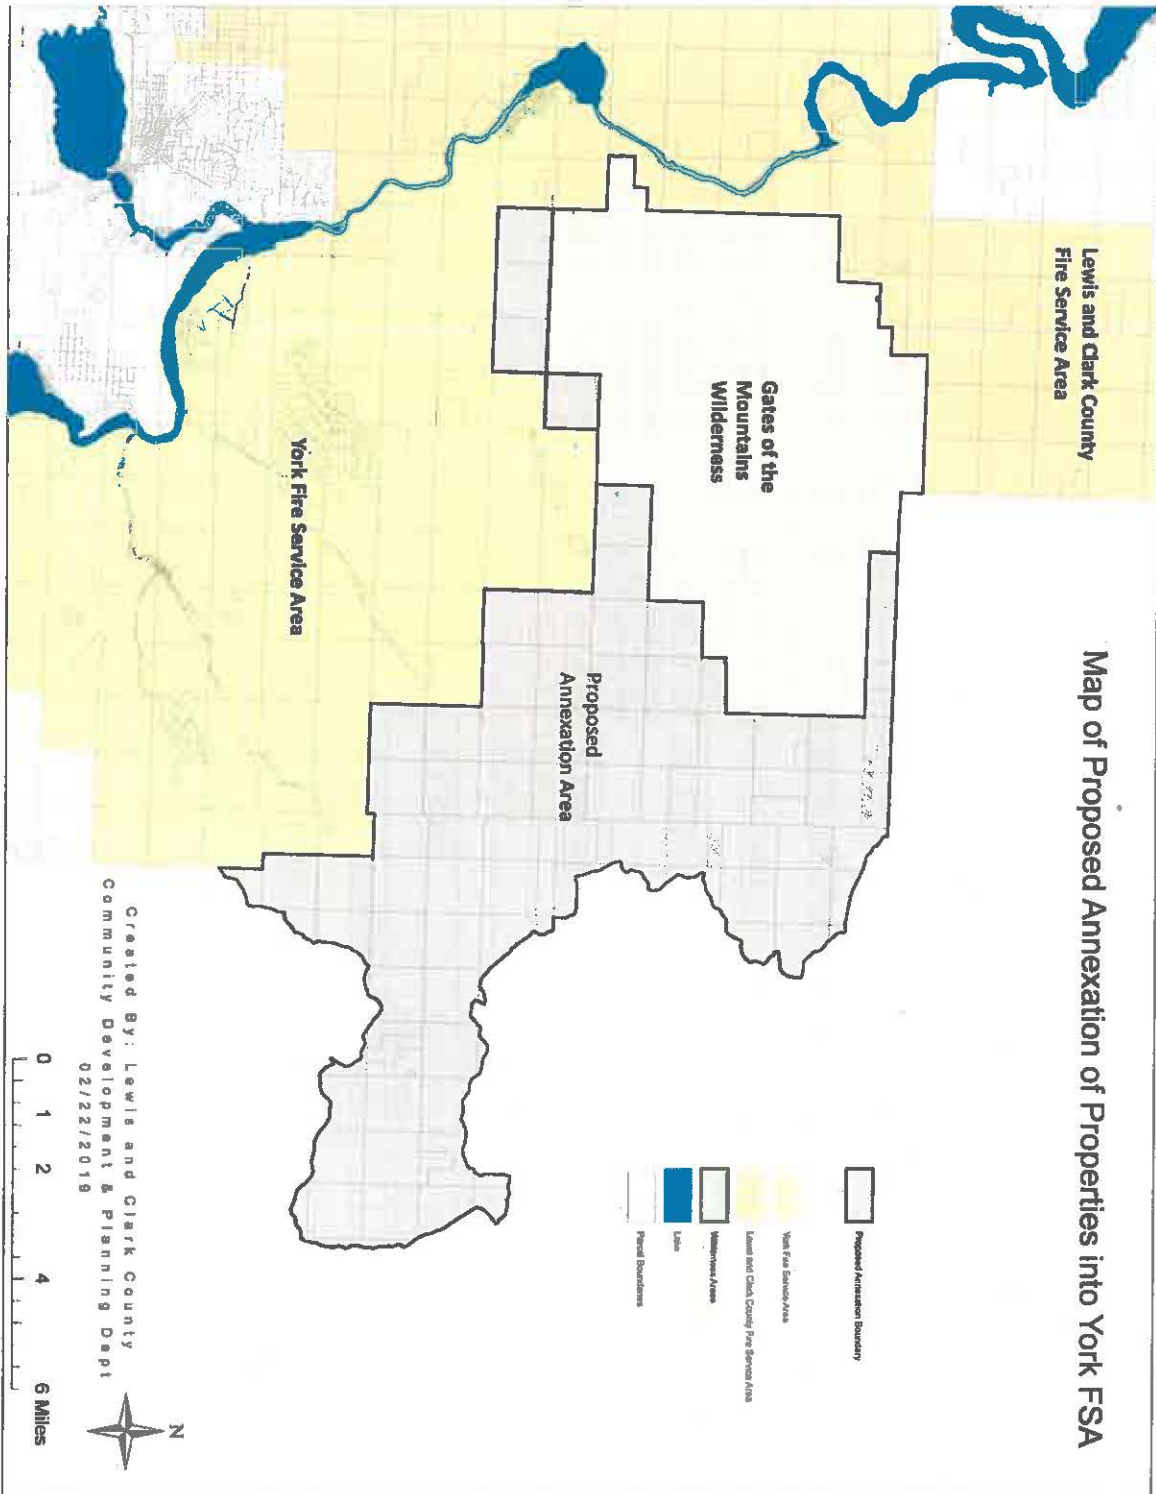 Map of Proposed Annexation of Properties into York FSA
Lewis and Clark County
Fire Service Area
Gates of the
Mountains
Wilderness
Proposed
Annexation Area
York Fire Service Area
Proposed Annexation Boundary
York Fire Service Area
Lewis and Clark County Fire Service Area
Wilderness Areas
Lake
Parcel Boundaries
Created By: Lewis and Clark County
Community Development & Planning Dept
02/22/2019
N
0 1 2 4 6 Miles